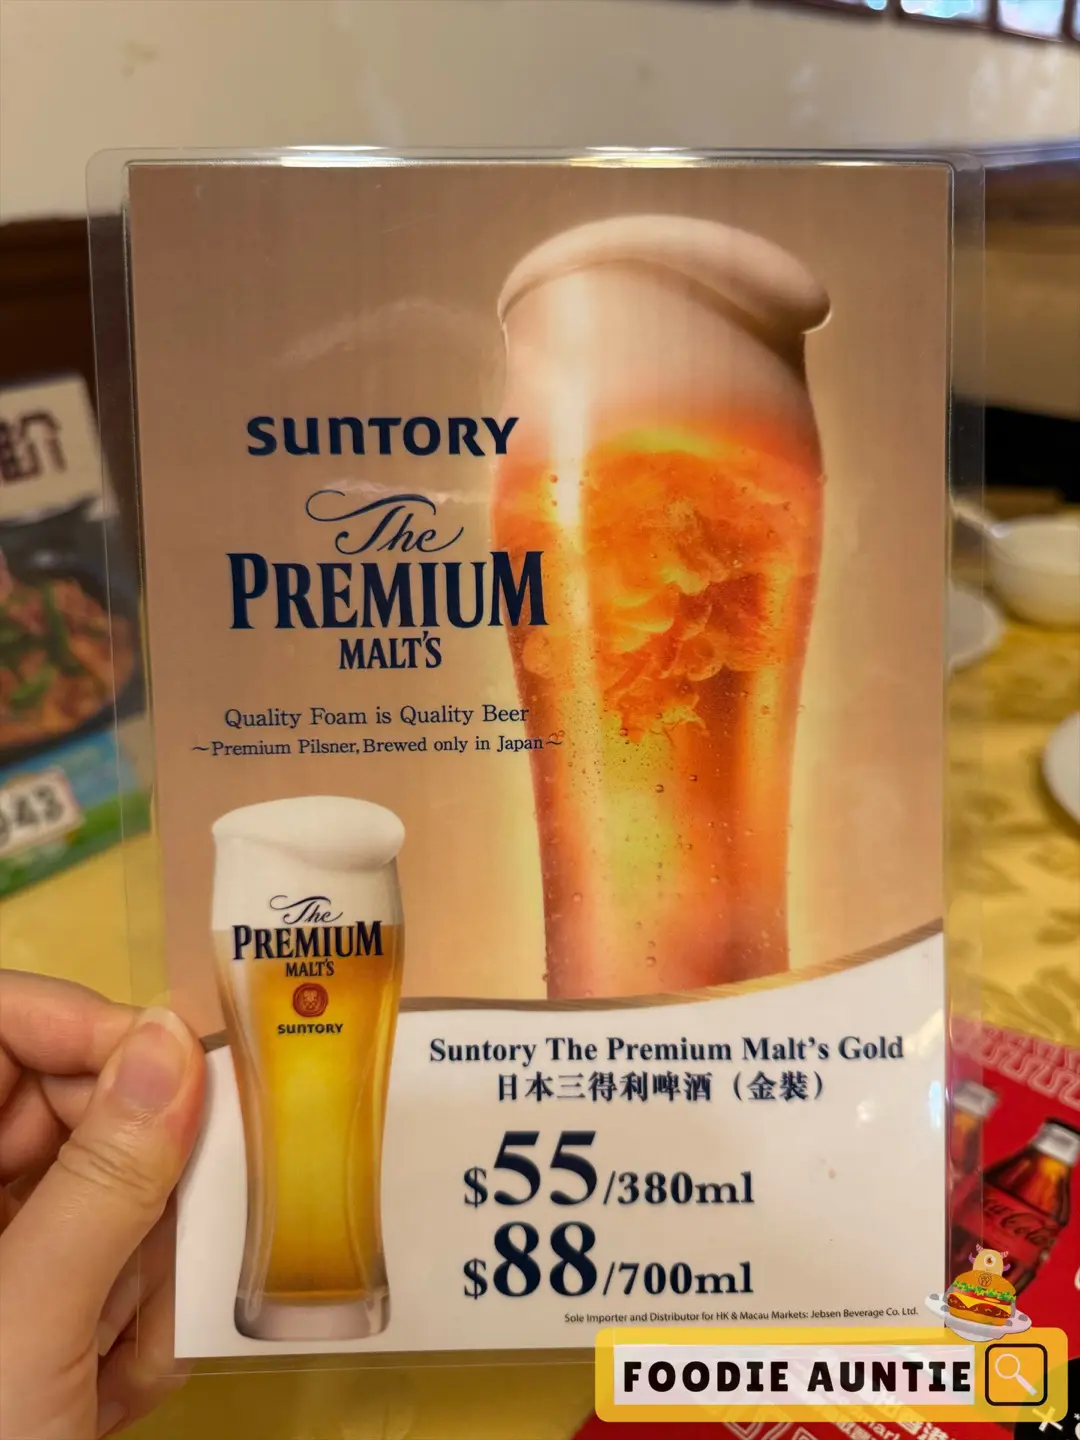 SUNTORY
The
PREMIUM
MALT'S
Quality Foam is Quality Beer
~Premium Pilsner, Brewed only in Japan~
The
PREMIUM
MALT'S
SUNTORY
Suntory The Premium Malt's Gold
日本三得利啤酒（金裝）
$55/380ml
$88/700ml
Sole Importer and Distributor for HK & Macau Markets: Jebsen Beverage Co. Ltd.
Coca-Cola
FOODIE AUNTIE